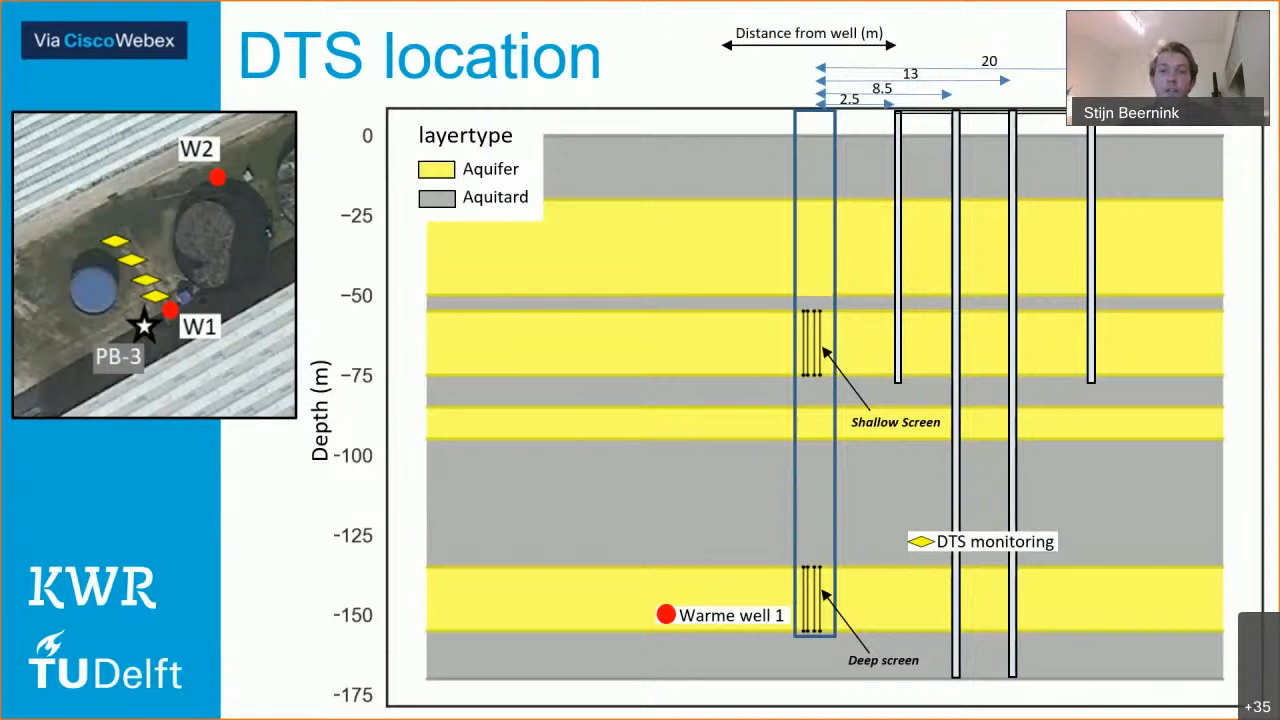 Via CiscoWebex
DTS location
Distance from well (m)
20
13
8.5
2.5
Stijn Beernink
layertype
Aquifer
Aquitard
W2
W1
PB-3
Depth (m)
0
−25
−50
−75
−100
−125
−150
−175
Shallow Screen
DTS monitoring
Warme well 1
Deep screen
KWR
TUDelft
+35